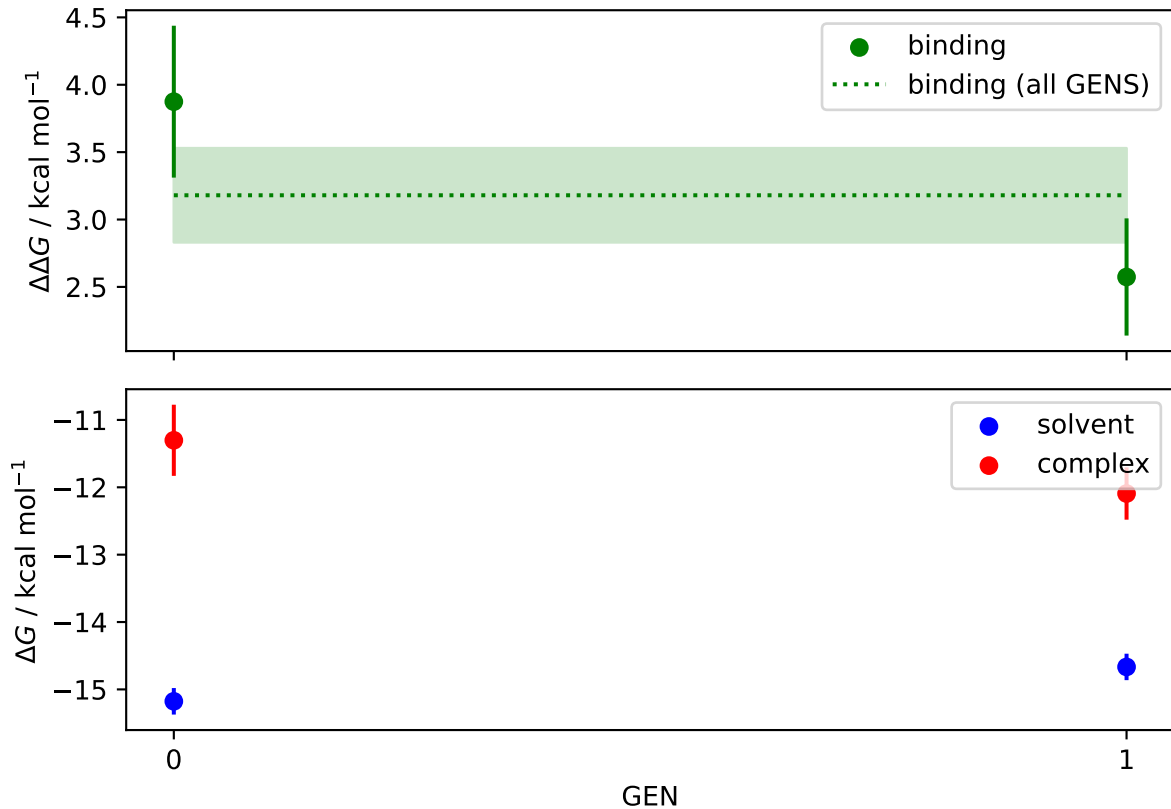 4.5
4.0
3.5
3.0
2.5
ΔΔG / kcal mol⁻¹
binding
binding (all GENS)
−11
−12
−13
−14
−15
ΔG / kcal mol⁻¹
solvent
complex
0
1
GEN